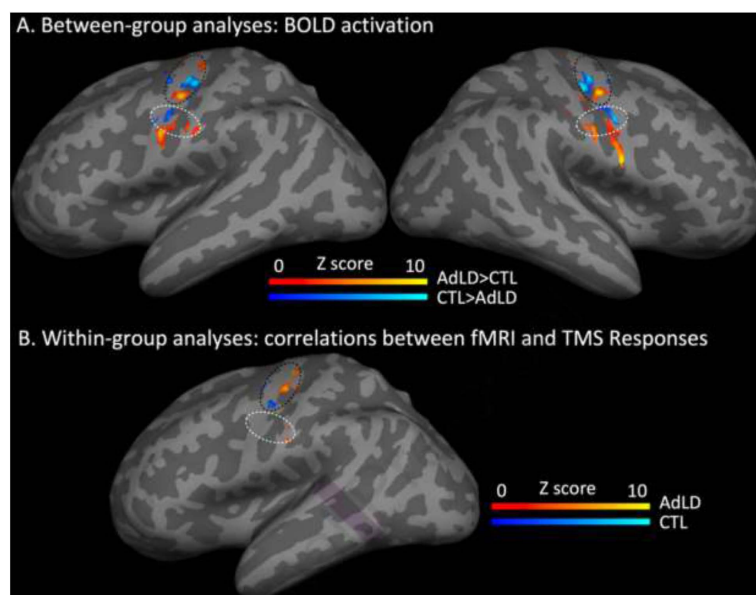 A. Between-group analyses: BOLD activation
0 Z score 10
AdLD>CTL
CTL>AdLD
B. Within-group analyses: correlations between fMRI and TMS Responses
0 Z score 10
AdLD
CTL